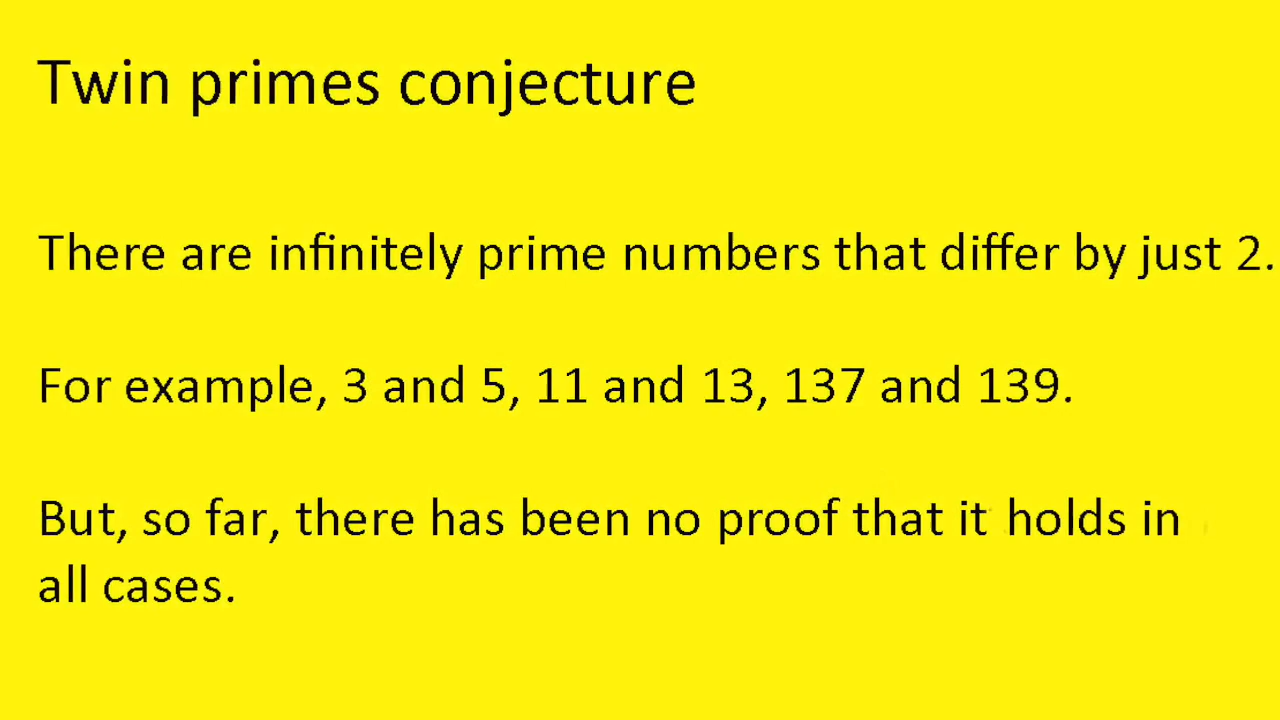 Twin primes conjecture
There are infinitely prime numbers that differ by just 2.
For example, 3 and 5, 11 and 13, 137 and 139.
But, so far, there has been no proof that it holds in
all cases.